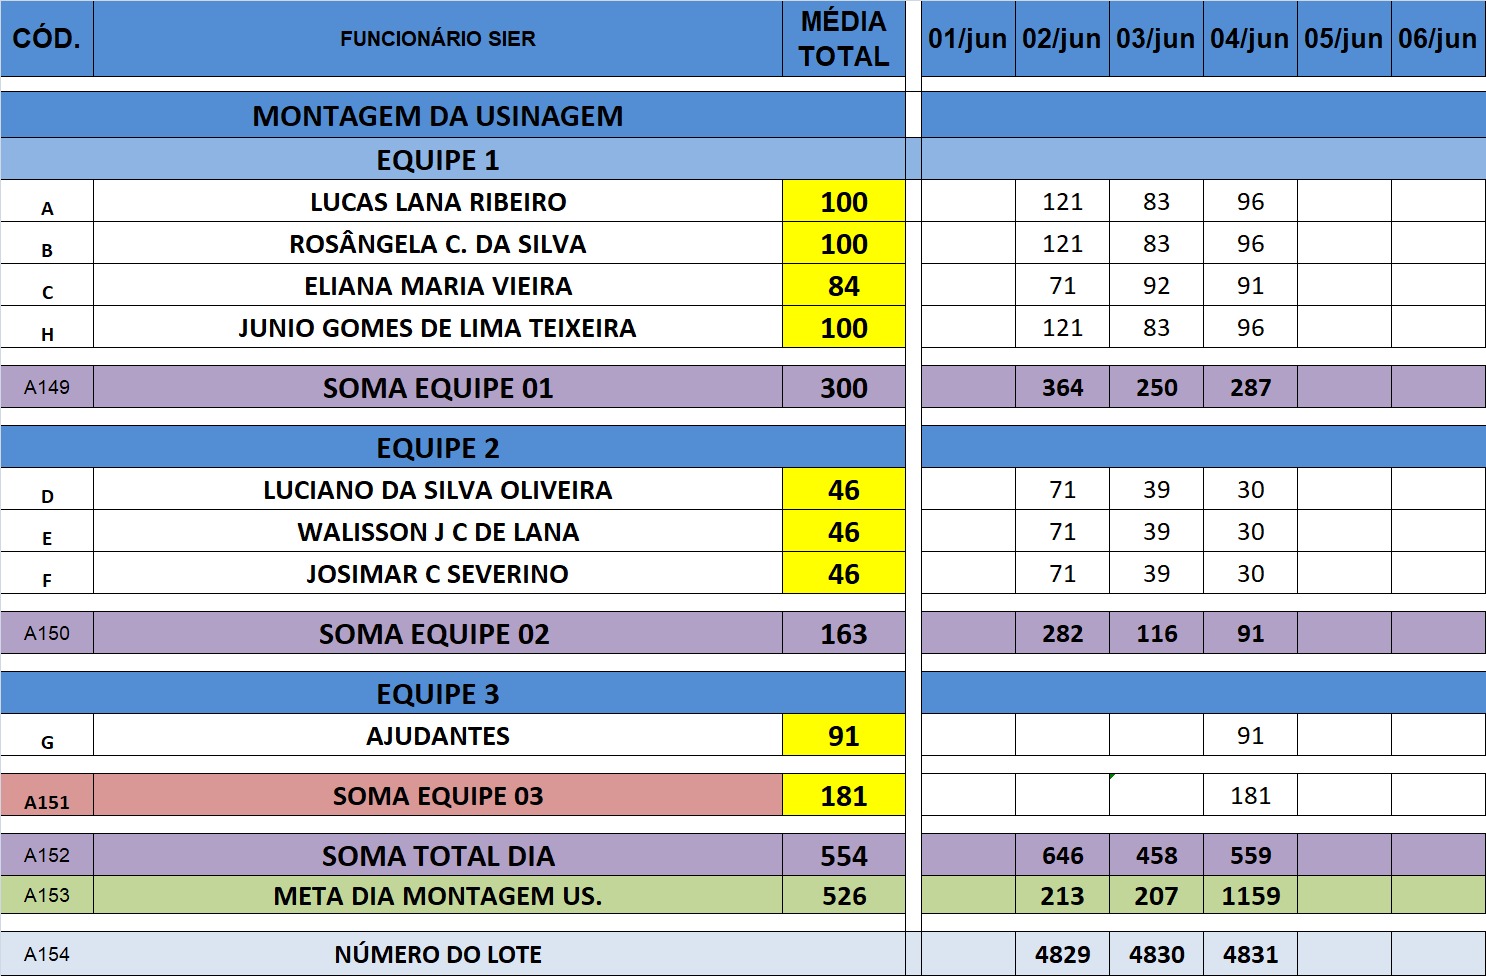 CÓD. FUNCIONÁRIO SIER MÉDIA TOTAL 01/jun 02/jun 03/jun 04/jun 05/jun 06/jun
MONTAGEM DA USINAGEM
EQUIPE 1
A LUCAS LANA RIBEIRO 100 121 83 96
B ROSÂNGELA C. DA SILVA 100 121 83 96
C ELIANA MARIA VIEIRA 84 71 92 91
H JUNIO GOMES DE LIMA TEIXEIRA 100 121 83 96
A149 SOMA EQUIPE 01 300 364 250 287
EQUIPE 2
D LUCIANO DA SILVA OLIVEIRA 46 71 39 30
E WALISSON J C DE LANA 46 71 39 30
F JOSIMAR C SEVERINO 46 71 39 30
A150 SOMA EQUIPE 02 163 282 116 91
EQUIPE 3
G AJUDANTES 91 91
A151 SOMA EQUIPE 03 181 181
A152 SOMA TOTAL DIA 554 646 458 559
A153 META DIA MONTAGEM US. 526 213 207 1159
A154 NÚMERO DO LOTE 4829 4830 4831